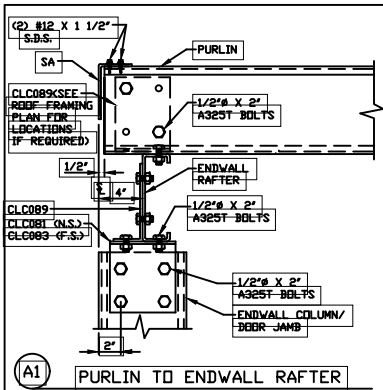 (2) #12 X 1 1/2"
S.D.S.
SA
PURLIN
CLC089(SEE
ROOF FRAMING
PLAN FOR
LOCATIONS
IF REQUIRED)
1/2"ø X 2"
A325T BOLTS
1/2"
4"
ENDWALL
RAFTER
CLC089
CLC081 (N.S.)
CLC083 (F.S.)
1/2"ø X 2"
A325T BOLTS
1/2"ø X 2"
A325T BOLTS
ENDWALL COLUMN/
DOOR JAMB
2"
A1
PURLIN TO ENDWALL RAFTER